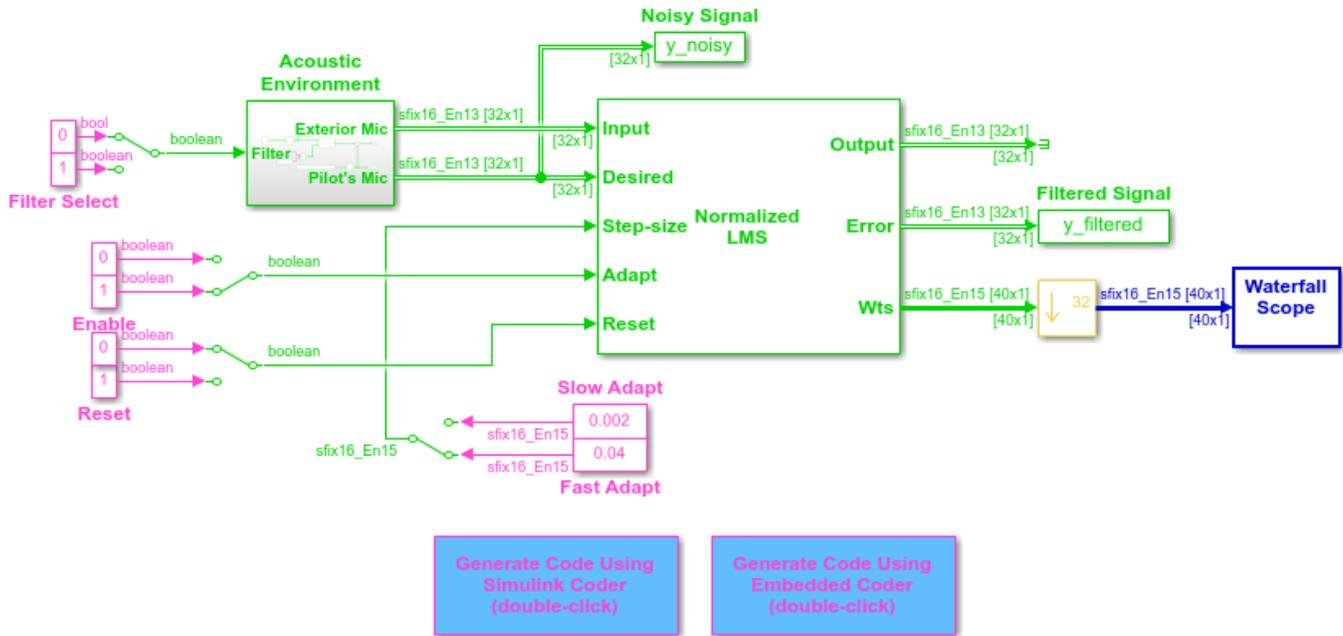 Noisy Signal
y_noisy
[32x1]
Acoustic
Environment
sfix16_En13 [32x1]
Exterior Mic
[32x1]
Input
bool
0
boolean
boolean
1
Filter
sfix16_En13 [32x1]
Pilot's Mic
[32x1]
Desired
Filter Select
Output
sfix16_En13 [32x1]
[32x1]
Filtered Signal
Step-size
Normalized
LMS
Error
sfix16_En13 [32x1]
[32x1]
y_filtered
boolean
0
boolean
boolean
1
Enable
Adapt
Wts
sfix16_En15 [40x1]
[40x1]
32
sfix16_En15 [40x1]
[40x1]
Waterfall
Scope
Reset
boolean
0
boolean
boolean
1
Reset
Slow Adapt
0.002
sfix16_En15
sfix16_En15
0.04
sfix16_En15
Fast Adapt
Generate Code Using
Simulink Coder
(double-click)
Generate Code Using
Embedded Coder
(double-click)